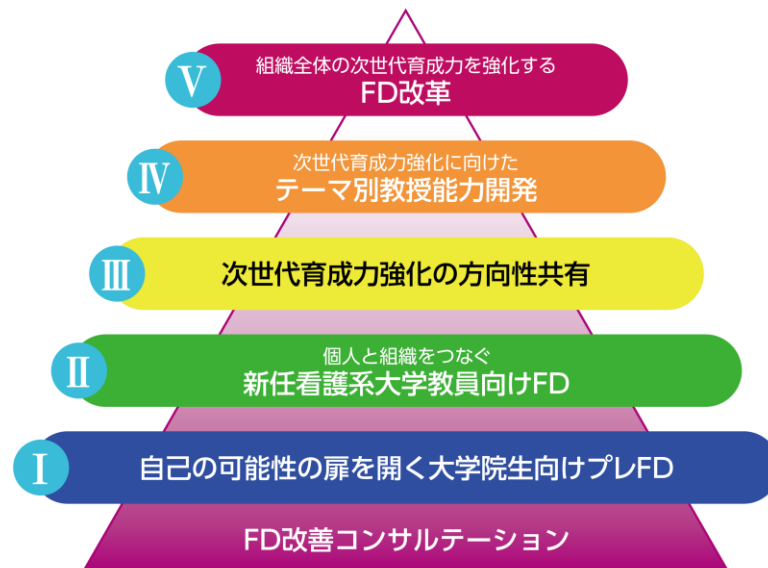 Ⅴ
組織全体の次世代育成力を強化する
FD改革
Ⅳ
次世代育成力強化に向けた
テーマ別教授能力開発
Ⅲ
次世代育成力強化の方向性共有
Ⅱ
個人と組織をつなぐ
新任看護系大学教員向けFD
Ⅰ
自己の可能性の扉を開く大学院生向けプレFD
FD改善コンサルテーション